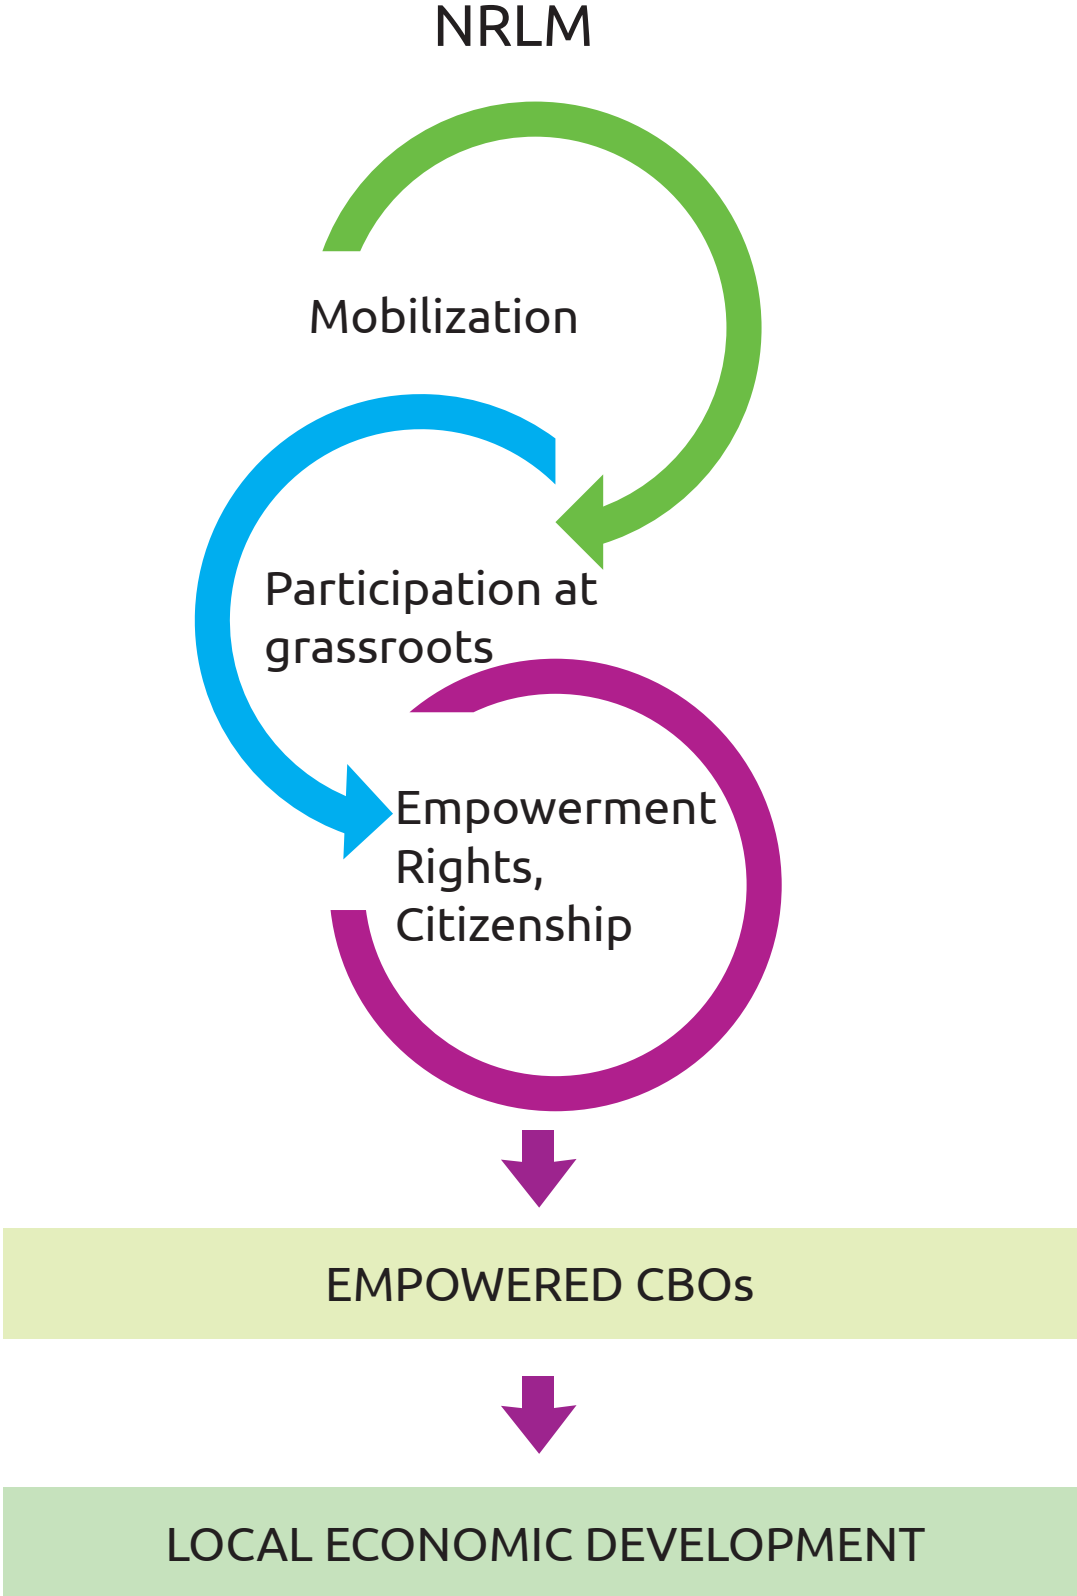 NRLM
Mobilization
Participation at
grassroots
Empowerment
Rights,
Citizenship
EMPOWERED CBOs
LOCAL ECONOMIC DEVELOPMENT